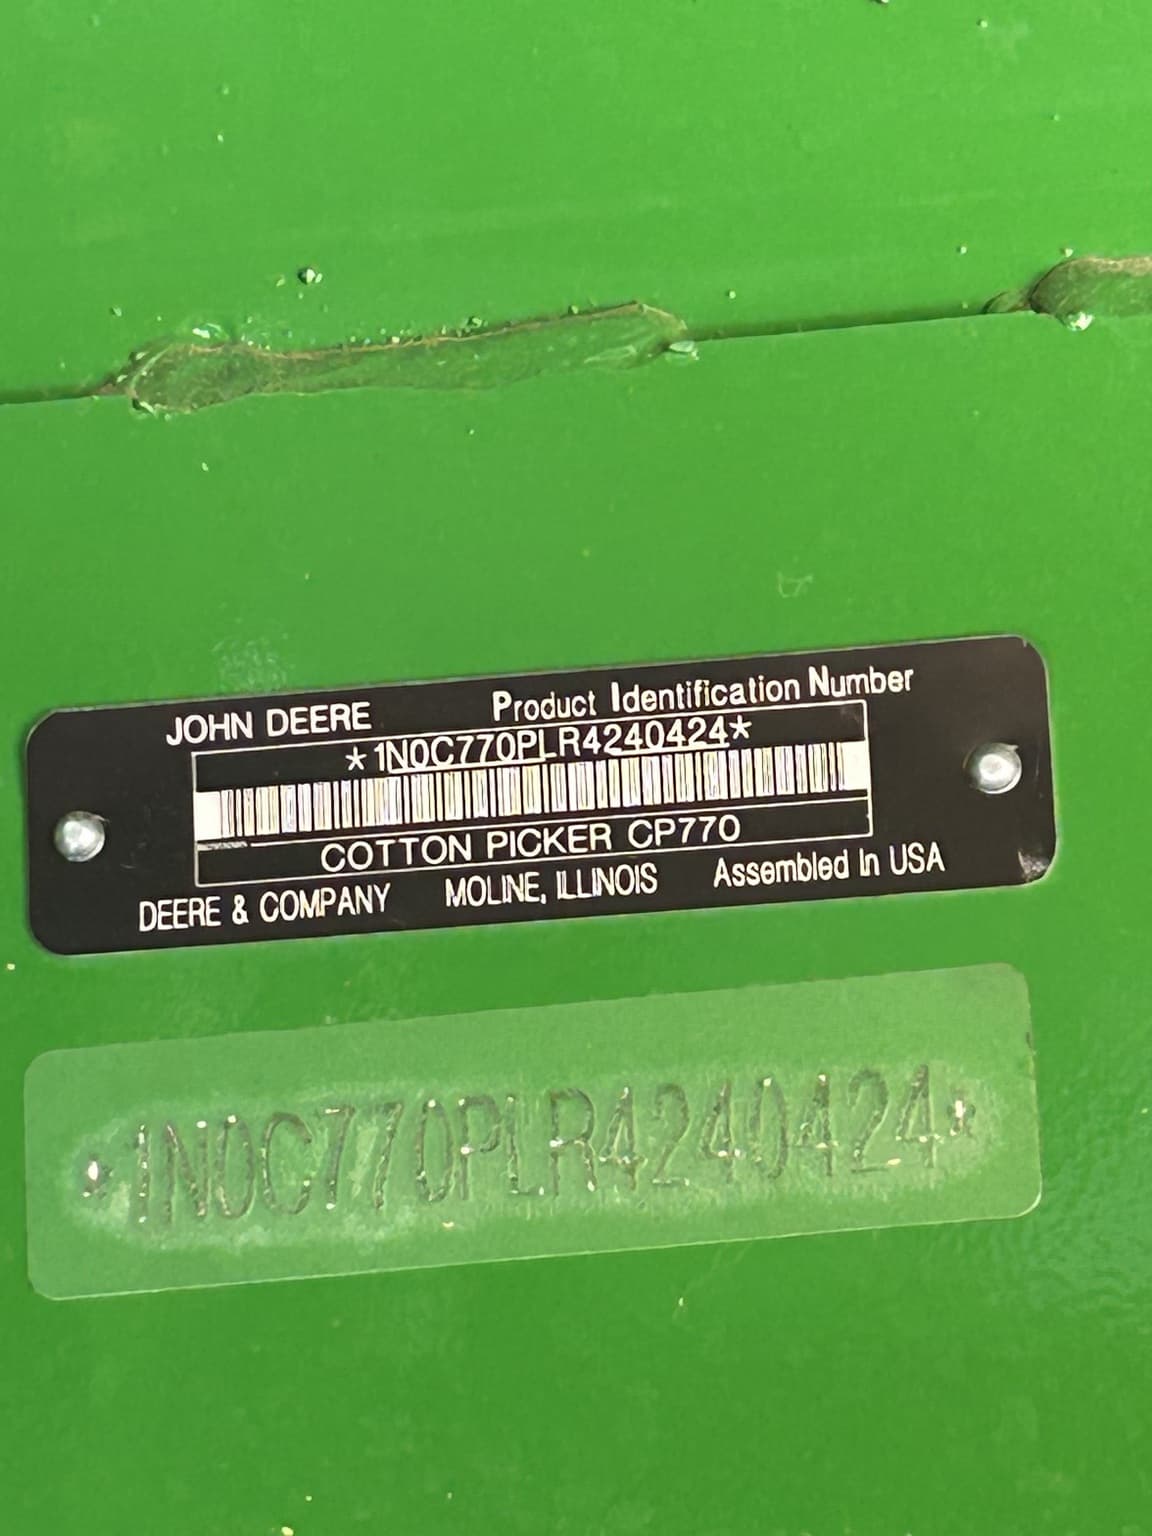 JOHN DEERE Product Identification Number
*1N0C770PLR4240424*
COTTON PICKER CP770
DEERE & COMPANY MOLINE, ILLINOIS Assembled In USA
*1N0C770PLR4240424*